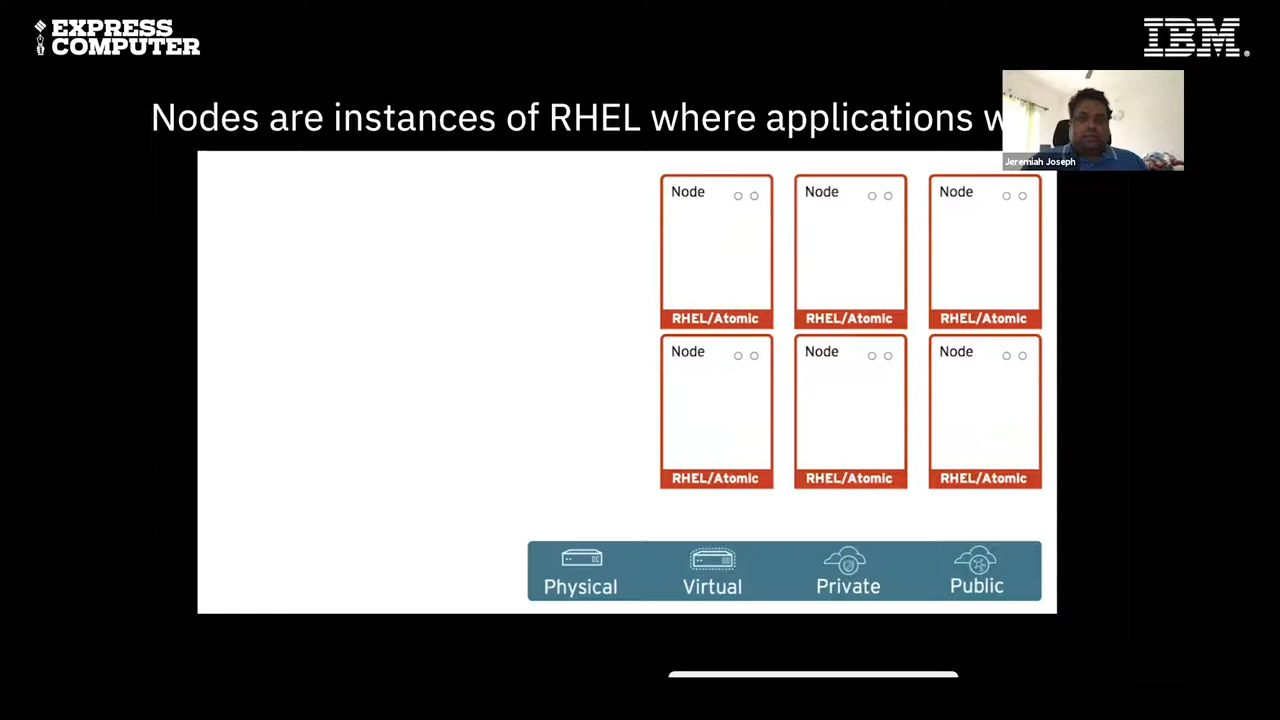 EXPRESS
COMPUTER
IBM
Nodes are instances of RHEL where applications
Jeremiah Joseph
Node
Node
Node
RHEL/Atomic
RHEL/Atomic
RHEL/Atomic
Node
Node
Node
RHEL/Atomic
RHEL/Atomic
RHEL/Atomic
Physical
Virtual
Private
Public